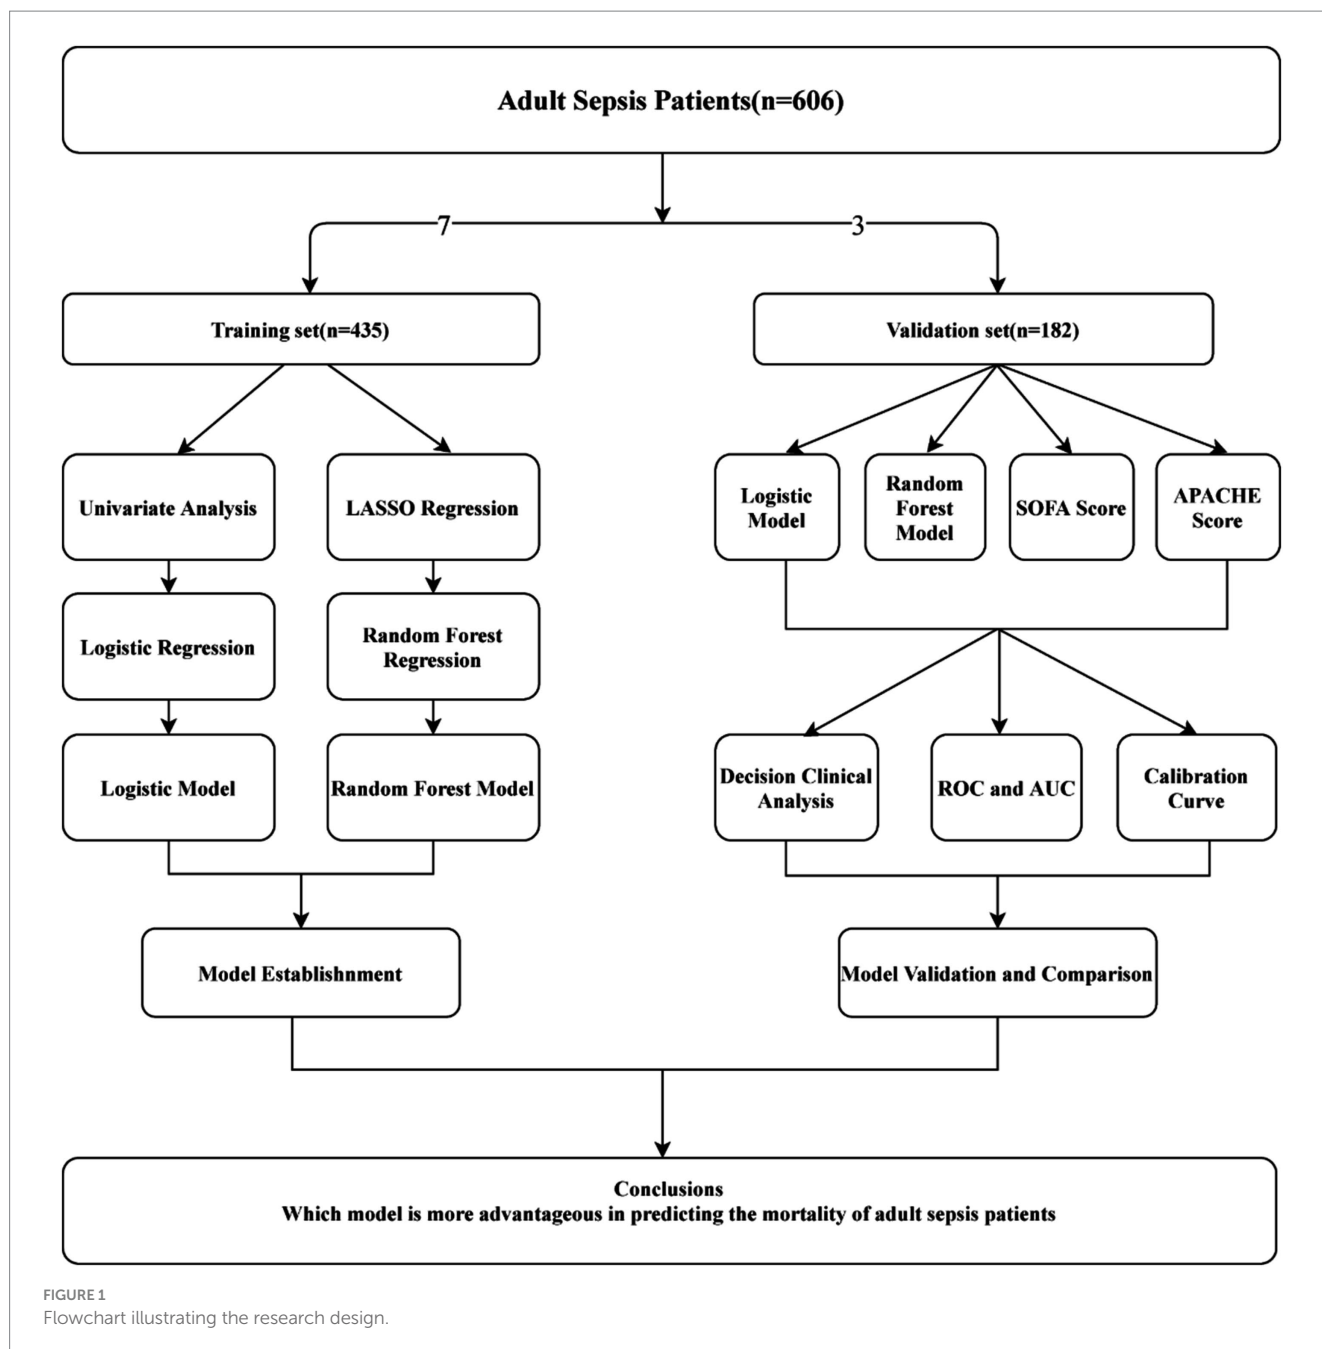 Adult Sepsis Patients(n=606)
7
3
Training set(n=435)
Validation set(n=182)
Univariate Analysis
LASSO Regression
Logistic
Model
Random
Forest
Model
SOFA Score
APACHE
Score
Logistic Regression
Random Forest
Regression
Logistic Model
Random Forest Model
Decision Clinical
Analysis
ROC and AUC
Calibration
Curve
Model Establishnment
Model Validation and Comparison
Conclusions
Which model is more advantageous in predicting the mortality of adult sepsis patients
FIGURE 1
Flowchart illustrating the research design.